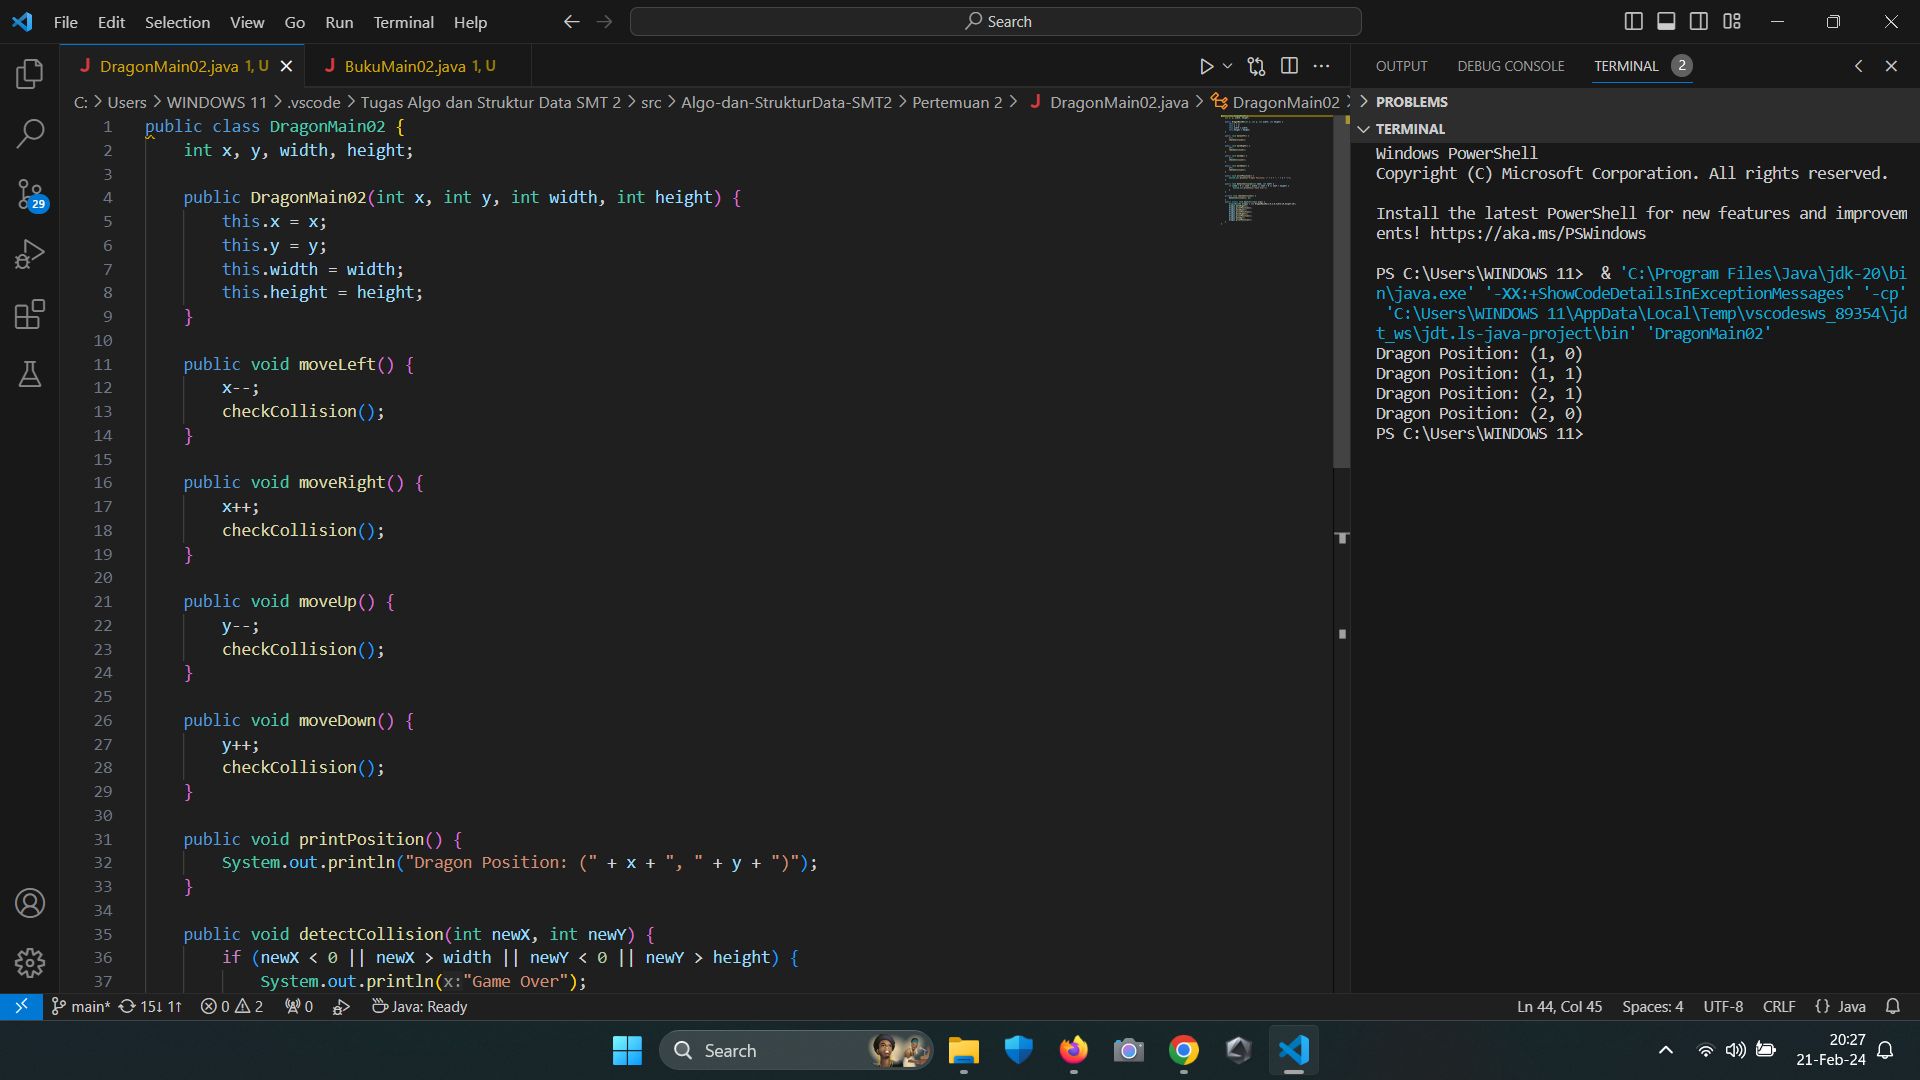 File Edit Selection View Go Run Terminal Help
Search
DragonMain02.java 1, U
BukuMain02.java 1, U
C: > Users > WINDOWS 11 > .vscode > Tugas Algo dan Struktur Data SMT 2 > src > Algo-dan-StrukturData-SMT2 > Pertemuan 2 > DragonMain02.java > DragonMain02 >
1 public class DragonMain02 {
2 int x, y, width, height;
3
4 public DragonMain02(int x, int y, int width, int height) {
5 this.x = x;
6 this.y = y;
7 this.width = width;
8 this.height = height;
9 }
10
11 public void moveLeft() {
12 x--;
13 checkCollision();
14 }
15
16 public void moveRight() {
17 x++;
18 checkCollision();
19 }
20
21 public void moveUp() {
22 y--;
23 checkCollision();
24 }
25
26 public void moveDown() {
27 y++;
28 checkCollision();
29 }
30
31 public void printPosition() {
32 System.out.println("Dragon Position: (" + x + ", " + y + ")");
33 }
34
35 public void detectCollision(int newX, int newY) {
36 if (newX < 0 || newX > width || newY < 0 || newY > height) {
37 System.out.println(x:"Game Over");
OUTPUT DEBUG CONSOLE TERMINAL 2
PROBLEMS
TERMINAL
Windows PowerShell
Copyright (C) Microsoft Corporation. All rights reserved.
Install the latest PowerShell for new features and improvem
ents! https://aka.ms/PSWindows
PS C:\Users\WINDOWS 11>  & 'C:\Program Files\Java\jdk-20\bi
n\java.exe' '-XX:+ShowCodeDetailsInExceptionMessages' '-cp'
'C:\Users\WINDOWS 11\AppData\Local\Temp\vscodesws_89354\jd
t_ws\jdt.ls-java-project\bin' 'DragonMain02'
Dragon Position: (1, 0)
Dragon Position: (1, 1)
Dragon Position: (2, 1)
Dragon Position: (2, 0)
PS C:\Users\WINDOWS 11>
29
main* 15↓ 1↑ 0 2 0 Java: Ready
Ln 44, Col 45 Spaces: 4 UTF-8 CRLF {} Java
Search
20:27
21-Feb-24